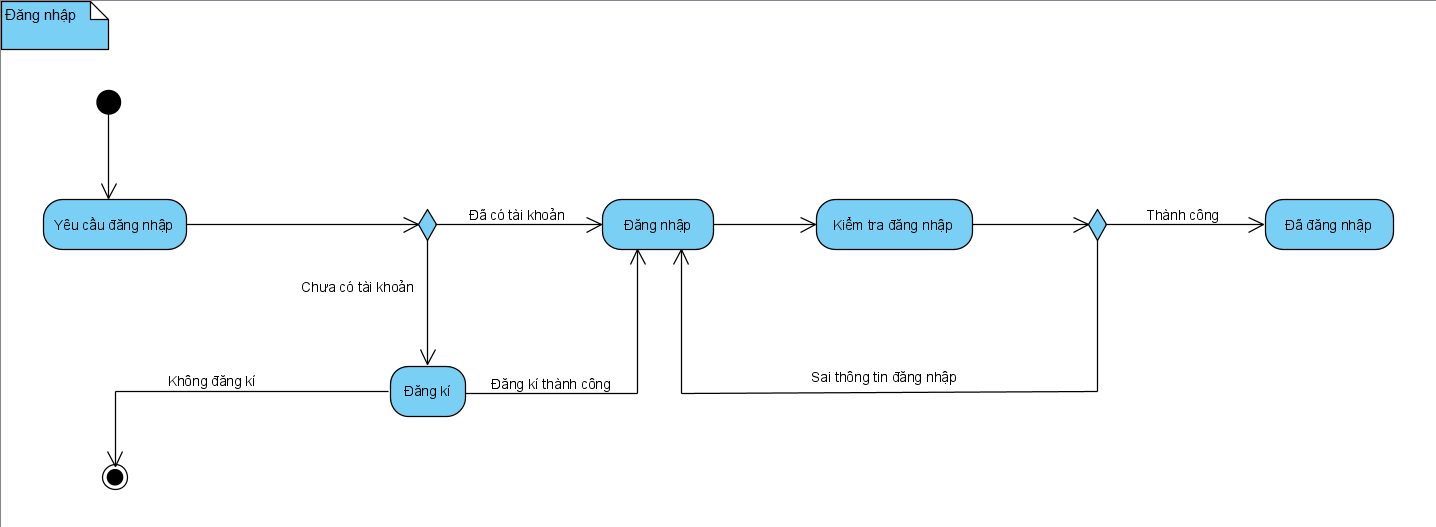 Đăng nhập
Yêu cầu đăng nhập
Đã có tài khoản
Đăng nhập
Kiểm tra đăng nhập
Thành công
Đã đăng nhập
Chưa có tài khoản
Không đăng kí
Đăng kí
Đăng kí thành công
Sai thông tin đăng nhập